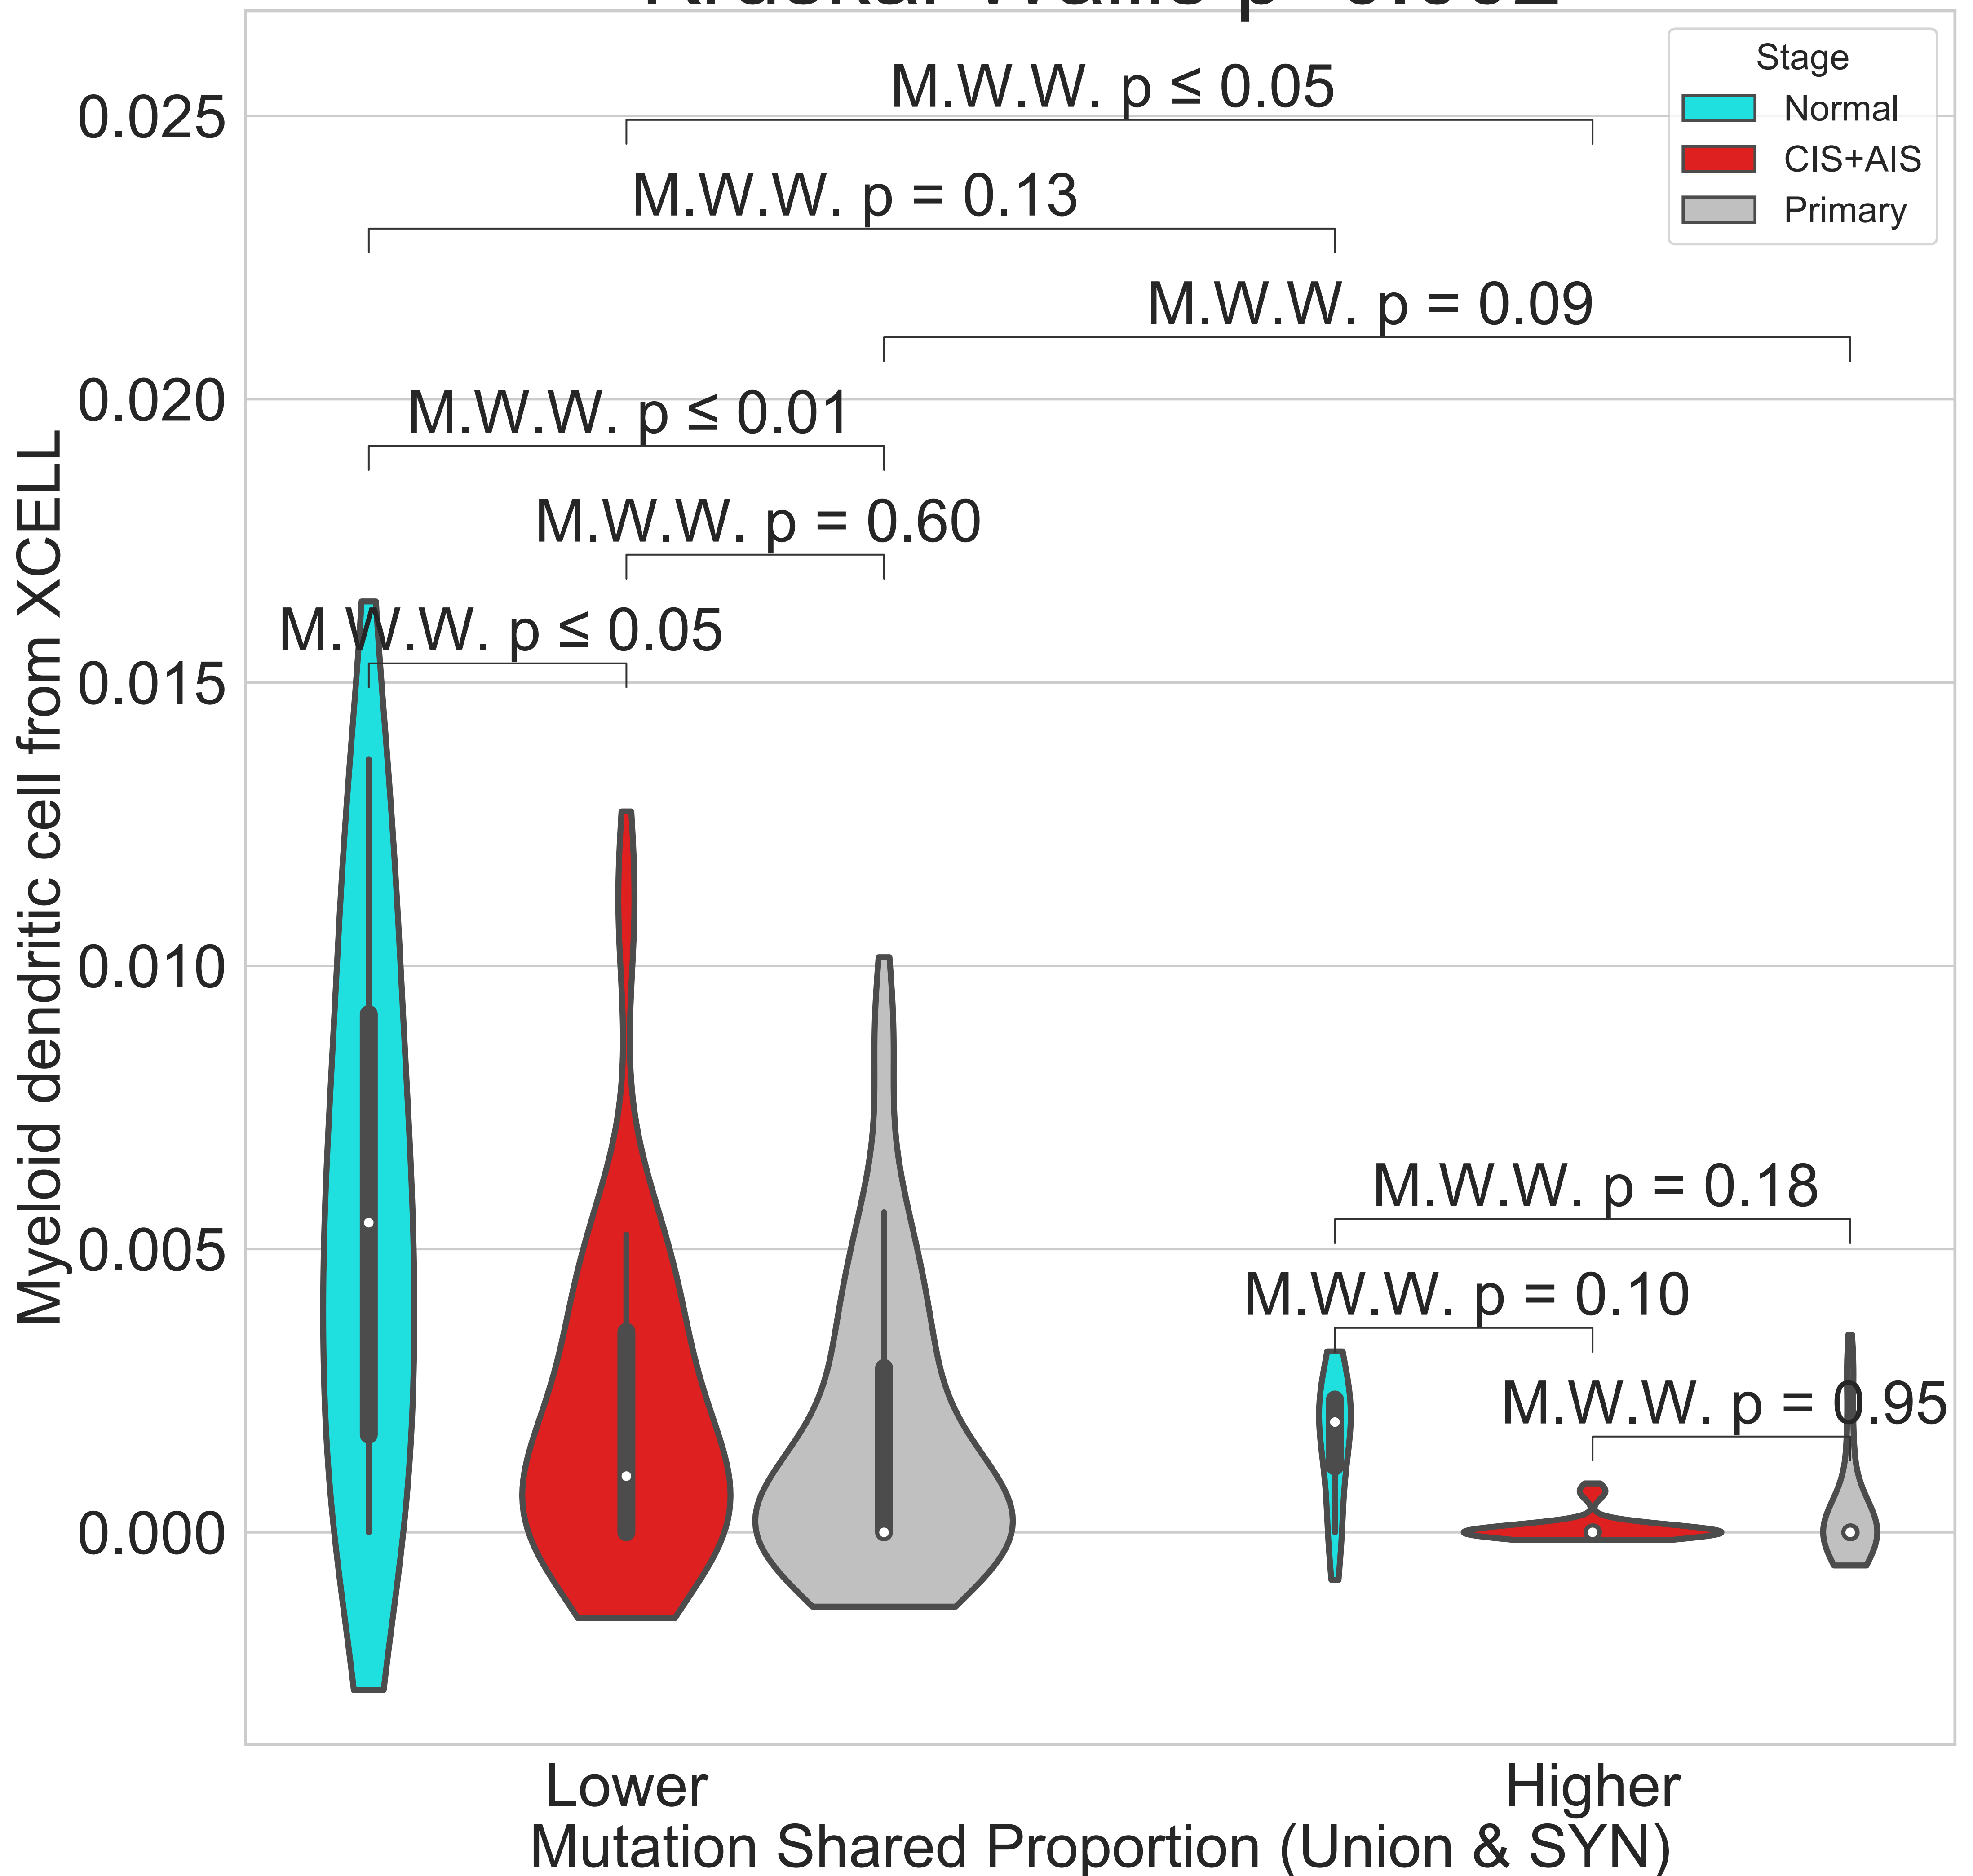 Stage
Normal
CIS+AIS
Primary
M.W.W. p ≤ 0.05
M.W.W. p = 0.13
M.W.W. p = 0.09
M.W.W. p ≤ 0.01
M.W.W. p = 0.60
M.W.W. p ≤ 0.05
M.W.W. p = 0.18
M.W.W. p = 0.10
M.W.W. p = 0.95
0.025
0.020
0.015
0.010
0.005
0.000
Myeloid dendritic cell from XCELL
Lower
Higher
Mutation Shared Proportion (Union & SYN)